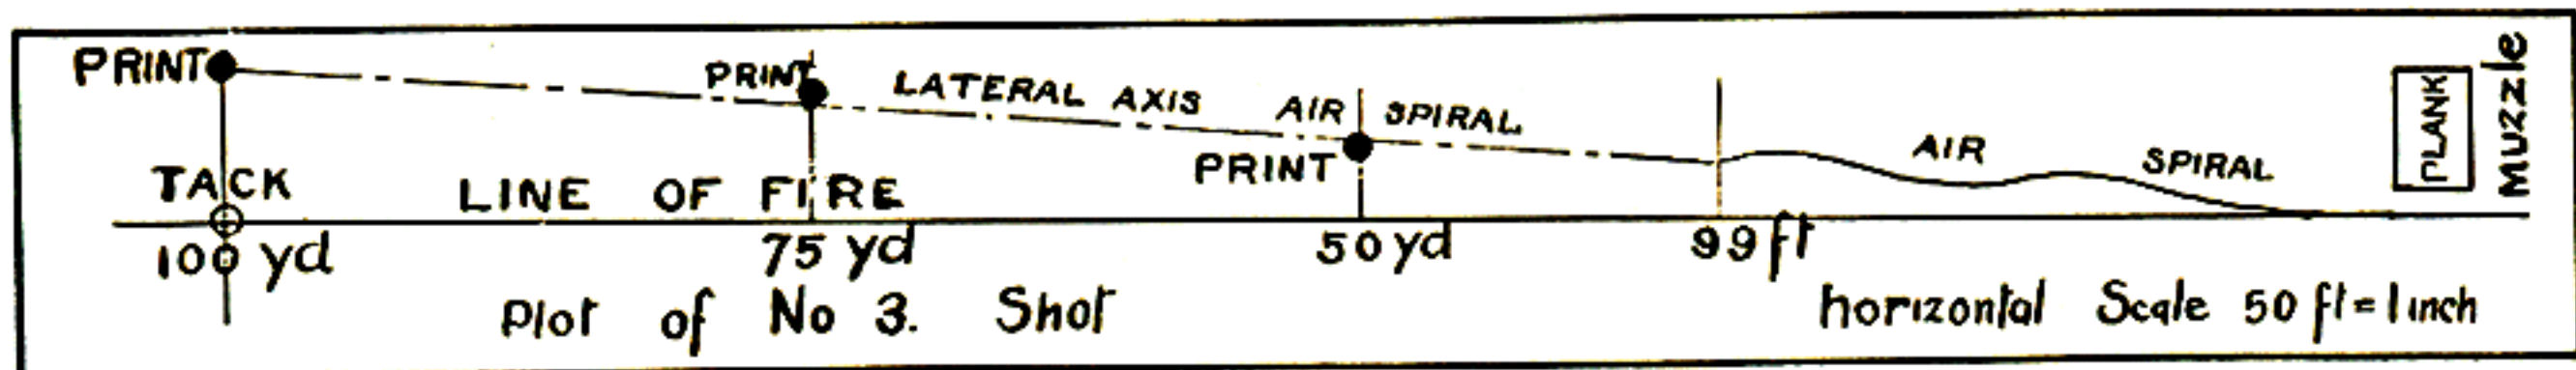 PRINT
PRINT
LATERAL AXIS AIR SPIRAL
PRINT
AIR SPIRAL
PLANK
MUZZle
TACK
LINE OF FIRE
100 yd
75 yd
50 yd
99 ft
Plot of No 3. Shot
horizontal Scale 50 ft = 1 inch